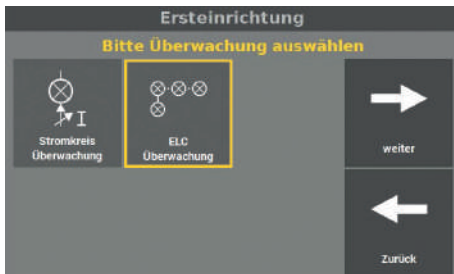 Ersteinrichtung
Bitte Überwachung auswählen
I
Stromkreis
Überwachung
ELC
Überwachung
weiter
Zurück